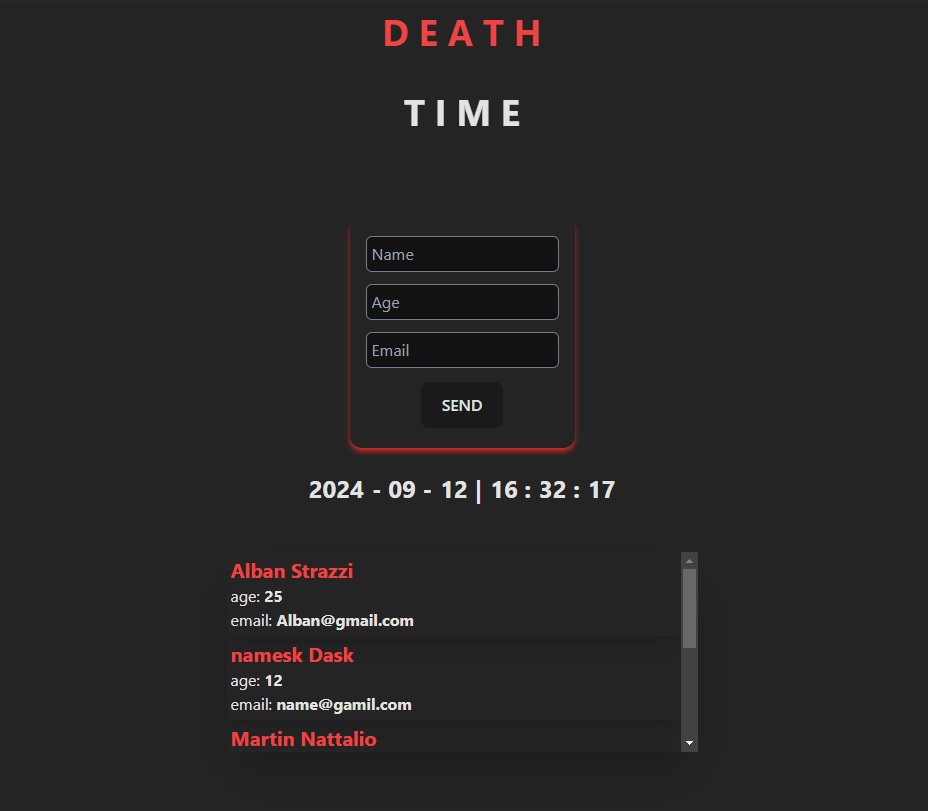 DEATH
TIME
Name
Age
Email
SEND
2024 - 09 - 12 | 16 : 32 : 17
Alban Strazzi
age: 25
email: Alban@gmail.com
namesk Dask
age: 12
email: name@gamil.com
Martin Nattalio